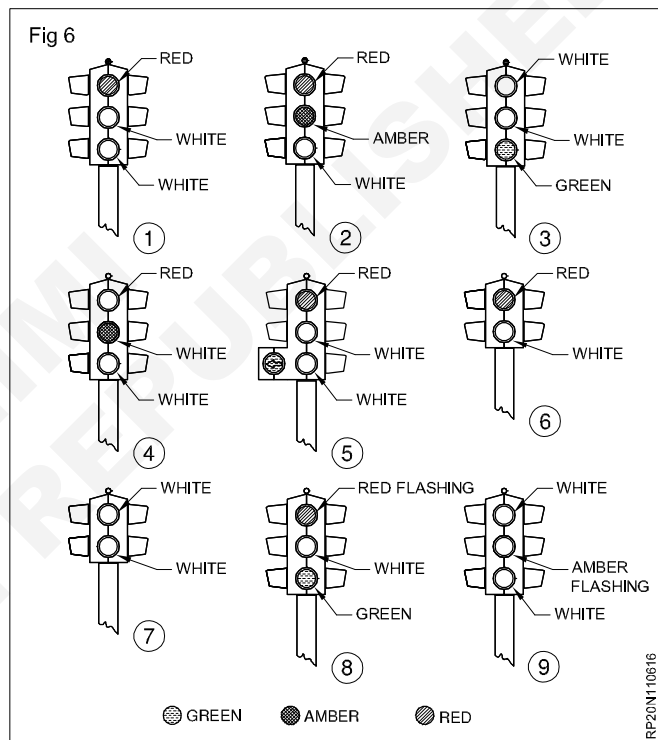 Fig 6
RED
WHITE
WHITE
1
RED
AMBER
WHITE
2
WHITE
WHITE
GREEN
3
RED
WHITE
WHITE
4
RED
WHITE
WHITE
5
RED
WHITE
6
WHITE
WHITE
7
RED FLASHING
WHITE
GREEN
8
WHITE
AMBER
FLASHING
WHITE
9
GREEN
AMBER
RED
RP20N110616